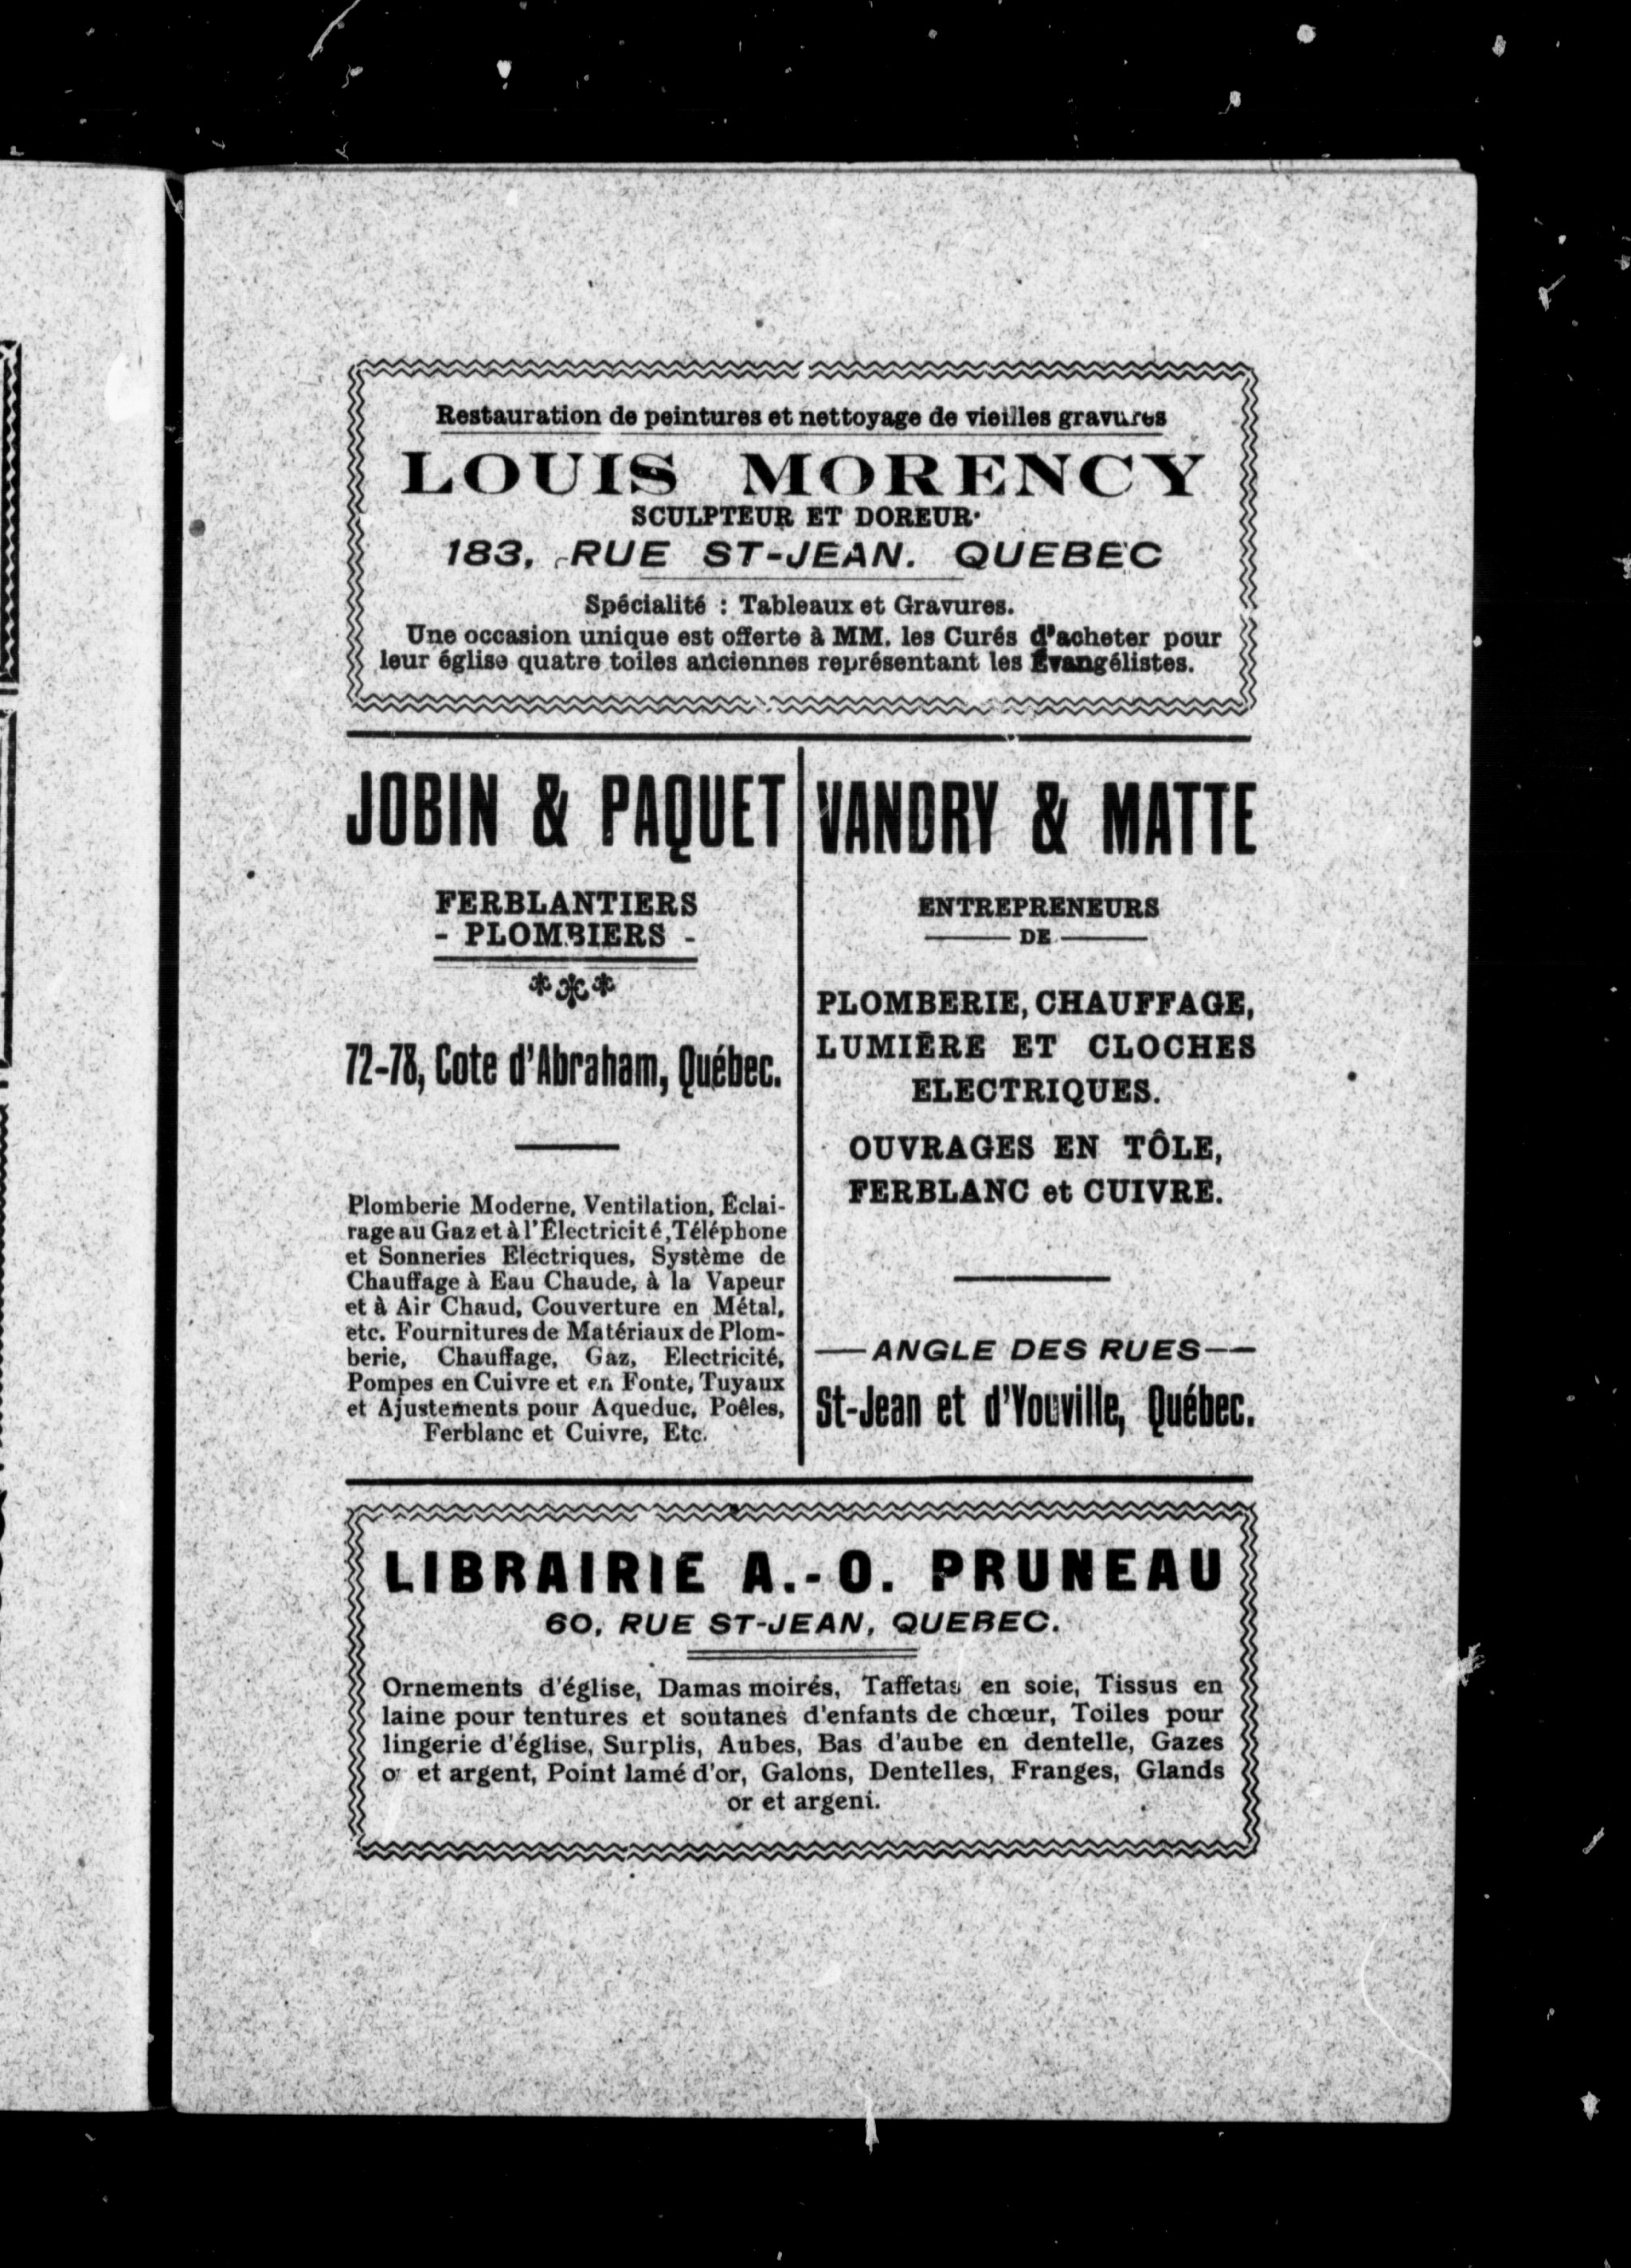 Restauration de peintures et nettoyage de vieilles gravures
LOUIS MORENCY
SCULPTEUR ET DOREUR.
183, RUE ST-JEAN. QUEBEC
Spécialité : Tableaux et Gravures.
Une occasion unique est offerte à MM. les Curés d'acheter pour
leur église quatre toiles anciennes représentant les Évangélistes.
JOBIN & PAQUET
FERBLANTIERS
- PLOMBIERS -
72-78, Cote d'Abraham, Québec.
Plomberie Moderne, Ventilation, Éclai-
rage au Gaz et à l'Électricité, Téléphone
et Sonneries Electriques, Système de
Chauffage à Eau Chaude, à la Vapeur
et à Air Chaud, Couverture en Métal,
etc. Fournitures de Matériaux de Plom-
berie, Chauffage, Gaz, Electricité,
Pompes en Cuivre et en Fonte, Tuyaux
et Ajustements pour Aqueduc, Poêles,
Ferblanc et Cuivre, Etc.
VANDRY & MATTE
ENTREPRENEURS
DE
PLOMBERIE, CHAUFFAGE,
LUMIÈRE ET CLOCHES
ELECTRIQUES.
OUVRAGES EN TÔLE,
FERBLANC et CUIVRE.
—ANGLE DES RUES—
St-Jean et d'Youville, Québec.
LIBRAIRIE A.-O. PRUNEAU
60, RUE ST-JEAN, QUEBEC.
Ornements d'église, Damas moirés, Taffetas en soie, Tissus en
laine pour tentures et soutanes d'enfants de chœur, Toiles pour
lingerie d'église, Surplis, Aubes, Bas d'aube en dentelle, Gazes
or et argent, Point lamé d'or, Galons, Dentelles, Franges, Glands
or et argent.